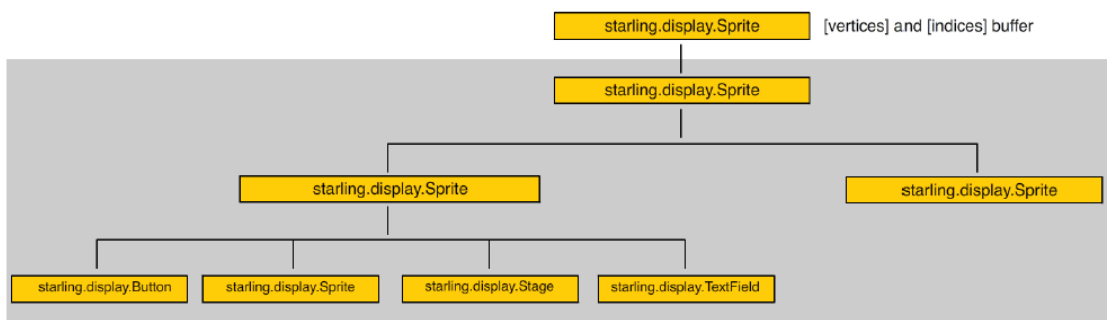 starling.display.Sprite [vertices] and [indices] buffer
starling.display.Sprite
starling.display.Sprite starling.display.Sprite
starling.display.Button starling.display.Sprite starling.display.Stage starling.display.TextField